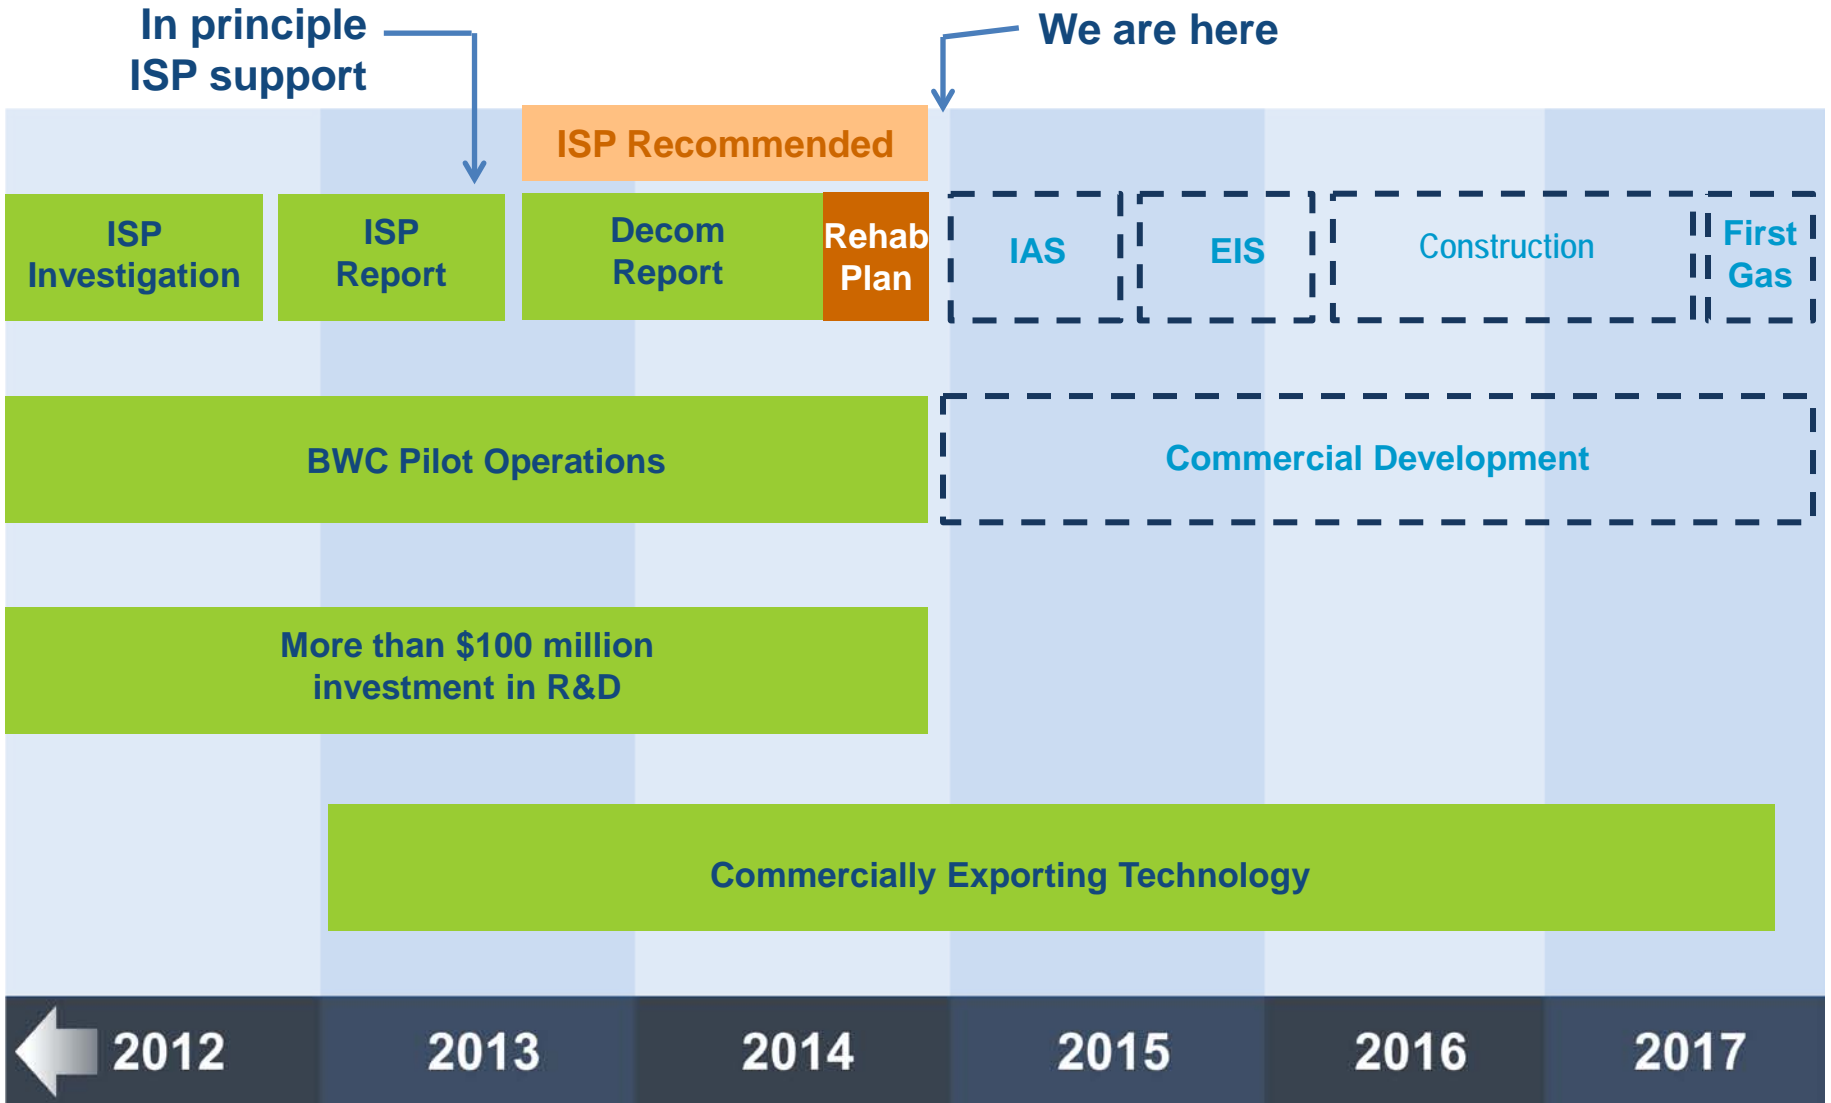 In principle
ISP support
We are here
ISP Recommended
ISP
Investigation
ISP
Report
Decom
Report
Rehab
Plan
IAS
EIS
Construction
First
Gas
BWC Pilot Operations
Commercial Development
More than $100 million
investment in R&D
Commercially Exporting Technology
2012
2013
2014
2015
2016
2017